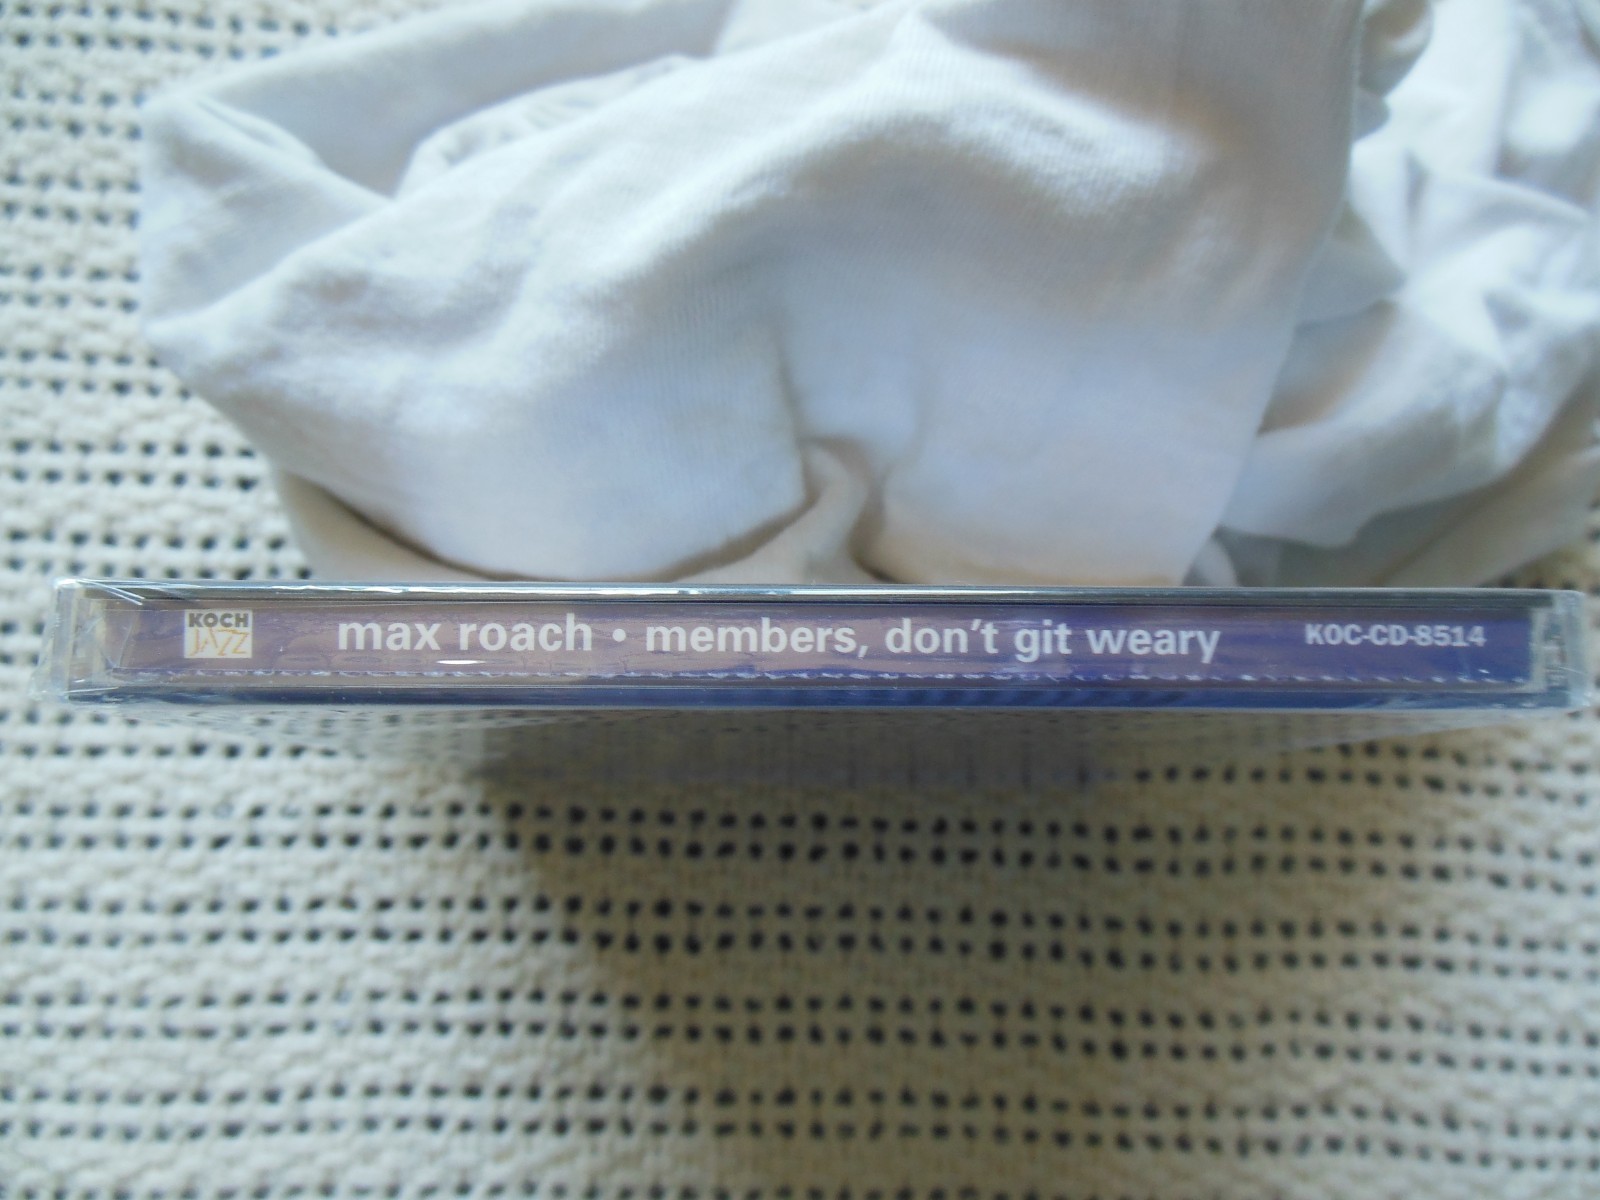 KOCH
JAZZ
max roach • members, don't git weary
KOC-CD-8514